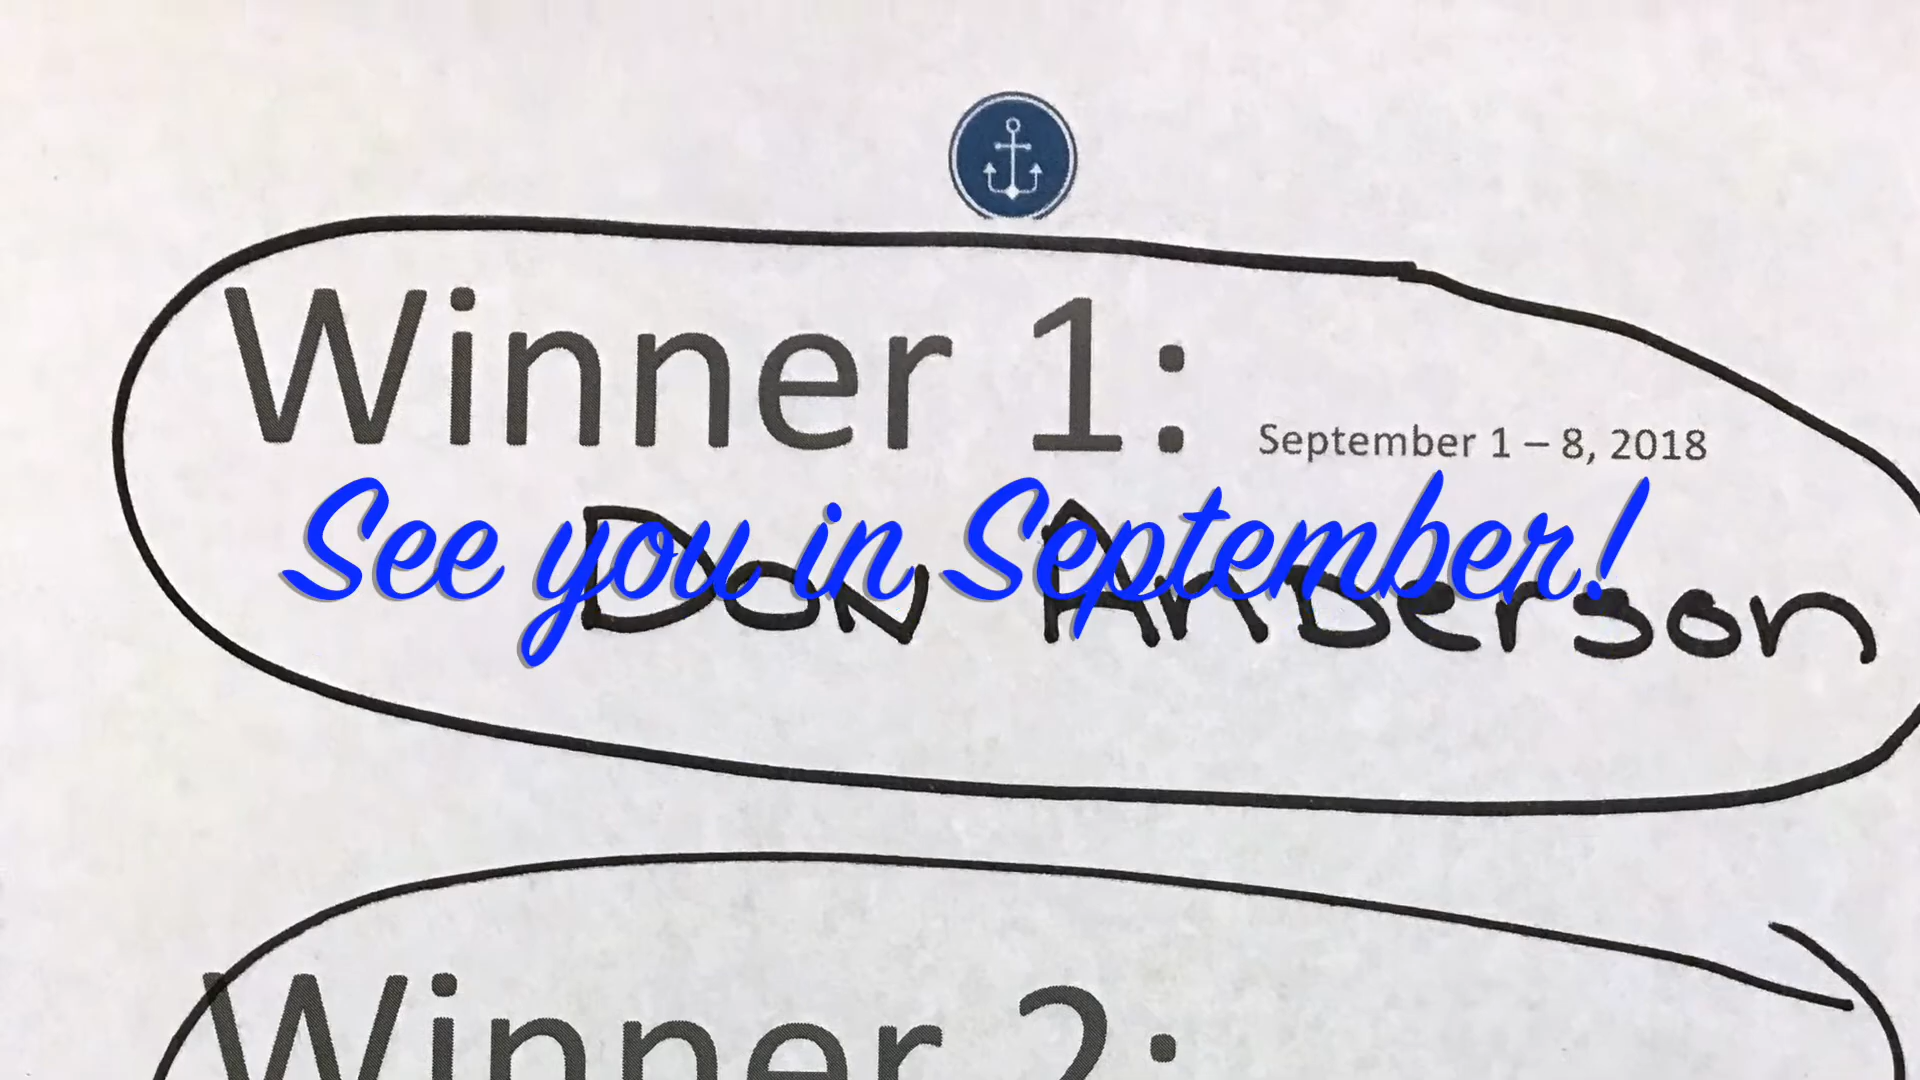 Winner 1: September 1 – 8, 2018
See you in September!
Don Anderson
Winner 2: